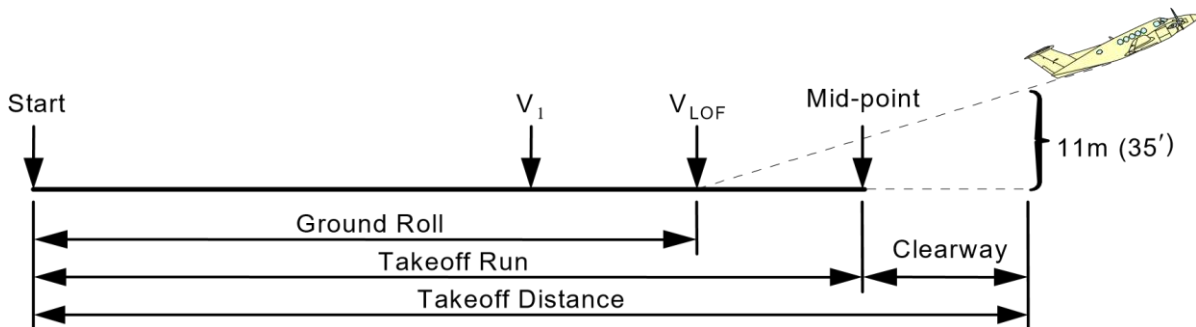 Start
V1
VLOF
Mid-point
11m (35′)
Ground Roll
Clearway
Takeoff Run
Takeoff Distance